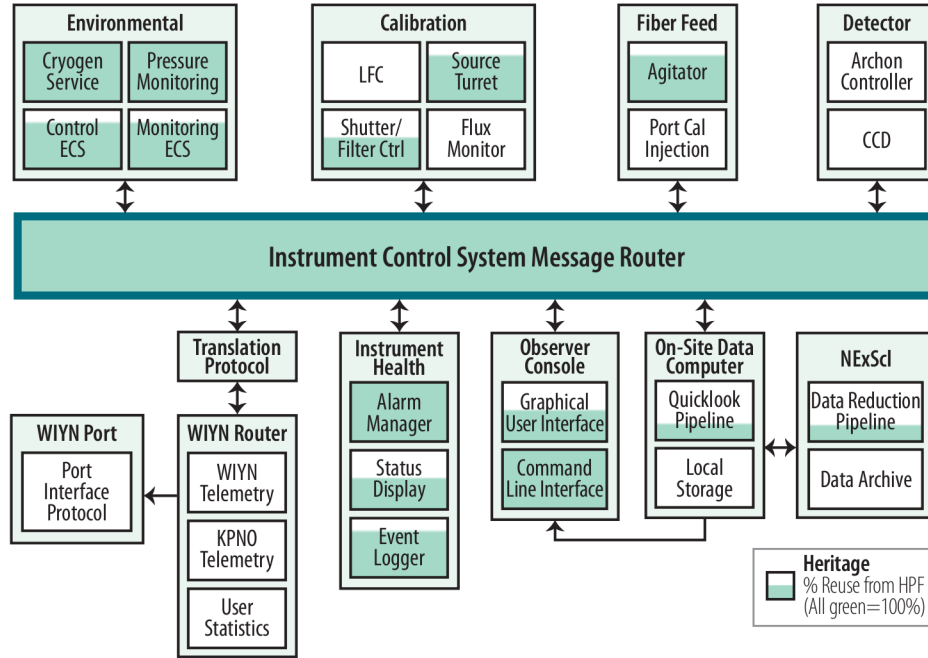 Environmental
Cryogen
Service
Pressure
Monitoring
Control
ECS
Monitoring
ECS
Calibration
LFC
Source
Turret
Shutter/
Filter Ctrl
Flux
Monitor
Fiber Feed
Agitator
Port Cal
Injection
Detector
Archon
Controller
CCD
Instrument Control System Message Router
Translation
Protocol
WIYN Port
Port
Interface
Protocol
WIYN Router
WIYN
Telemetry
KPNO
Telemetry
User
Statistics
Instrument
Health
Alarm
Manager
Status
Display
Event
Logger
Observer
Console
Graphical
User Interface
Command
Line Interface
On-Site Data
Computer
Quicklook
Pipeline
Local
Storage
NExScI
Data Reduction
Pipeline
Data Archive
Heritage
% Reuse from HPF
(All green=100%)